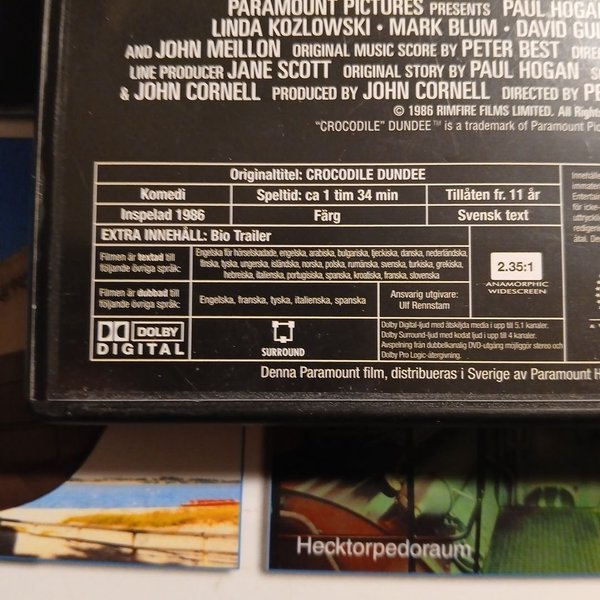 PARAMOUNT PICTURES PRESENTS PAUL HOGAN
LINDA KOZLOWSKI • MARK BLUM • DAVID
AND JOHN MEILLON ORIGINAL MUSIC SCORE BY PETER BEST
LINE PRODUCER JANE SCOTT ORIGINAL STORY BY PAUL HOGAN
& JOHN CORNELL PRODUCED BY JOHN CORNELL DIRECTED BY
© 1986 RIMFIRE FILMS LIMITED. All
"CROCODILE" DUNDEE™ is a trademark of Paramount
Originaltitel: CROCODILE DUNDEE
Komedi Speltid: ca 1 tim 34 min Tillåten fr. 11 år
Inspelad 1986 Färg Svensk text
EXTRA INNEHÅLL: Bio Trailer
Filmen är textad till
följande övriga språk:
Engelska för hörselskadade, engelska, arabiska, bulgariska, tjeckiska, danska, nederländska,
finska, tyska, ungerska, isländska, norska, polska, rumänska, svenska, turkiska, grekiska,
hebreiska, italienska, portugisiska, spanska, kroatiska, franska, slovenska
2.35:1
ANAMORPHIC
WIDESCREEN
Filmen är dubbad till
följande övriga språk:
Engelska, franska, tyska, italienska, spanska
Ansvarig utgivare:
Ulf Rennstam
DOLBY
DIGITAL
SURROUND
Dolby Digital-ljud med åtskilda media i upp till 5.1 kanaler.
Dolby Surround-ljud med kodat ljud i upp till 4 kanaler.
Avspelning från dubbelkanalig DVD-utgång möjliggör stereo och
Dolby Pro Logic-återgivning.
Denna Paramount film, distribueras i Sverige av Paramount
Hecktorpedoraum